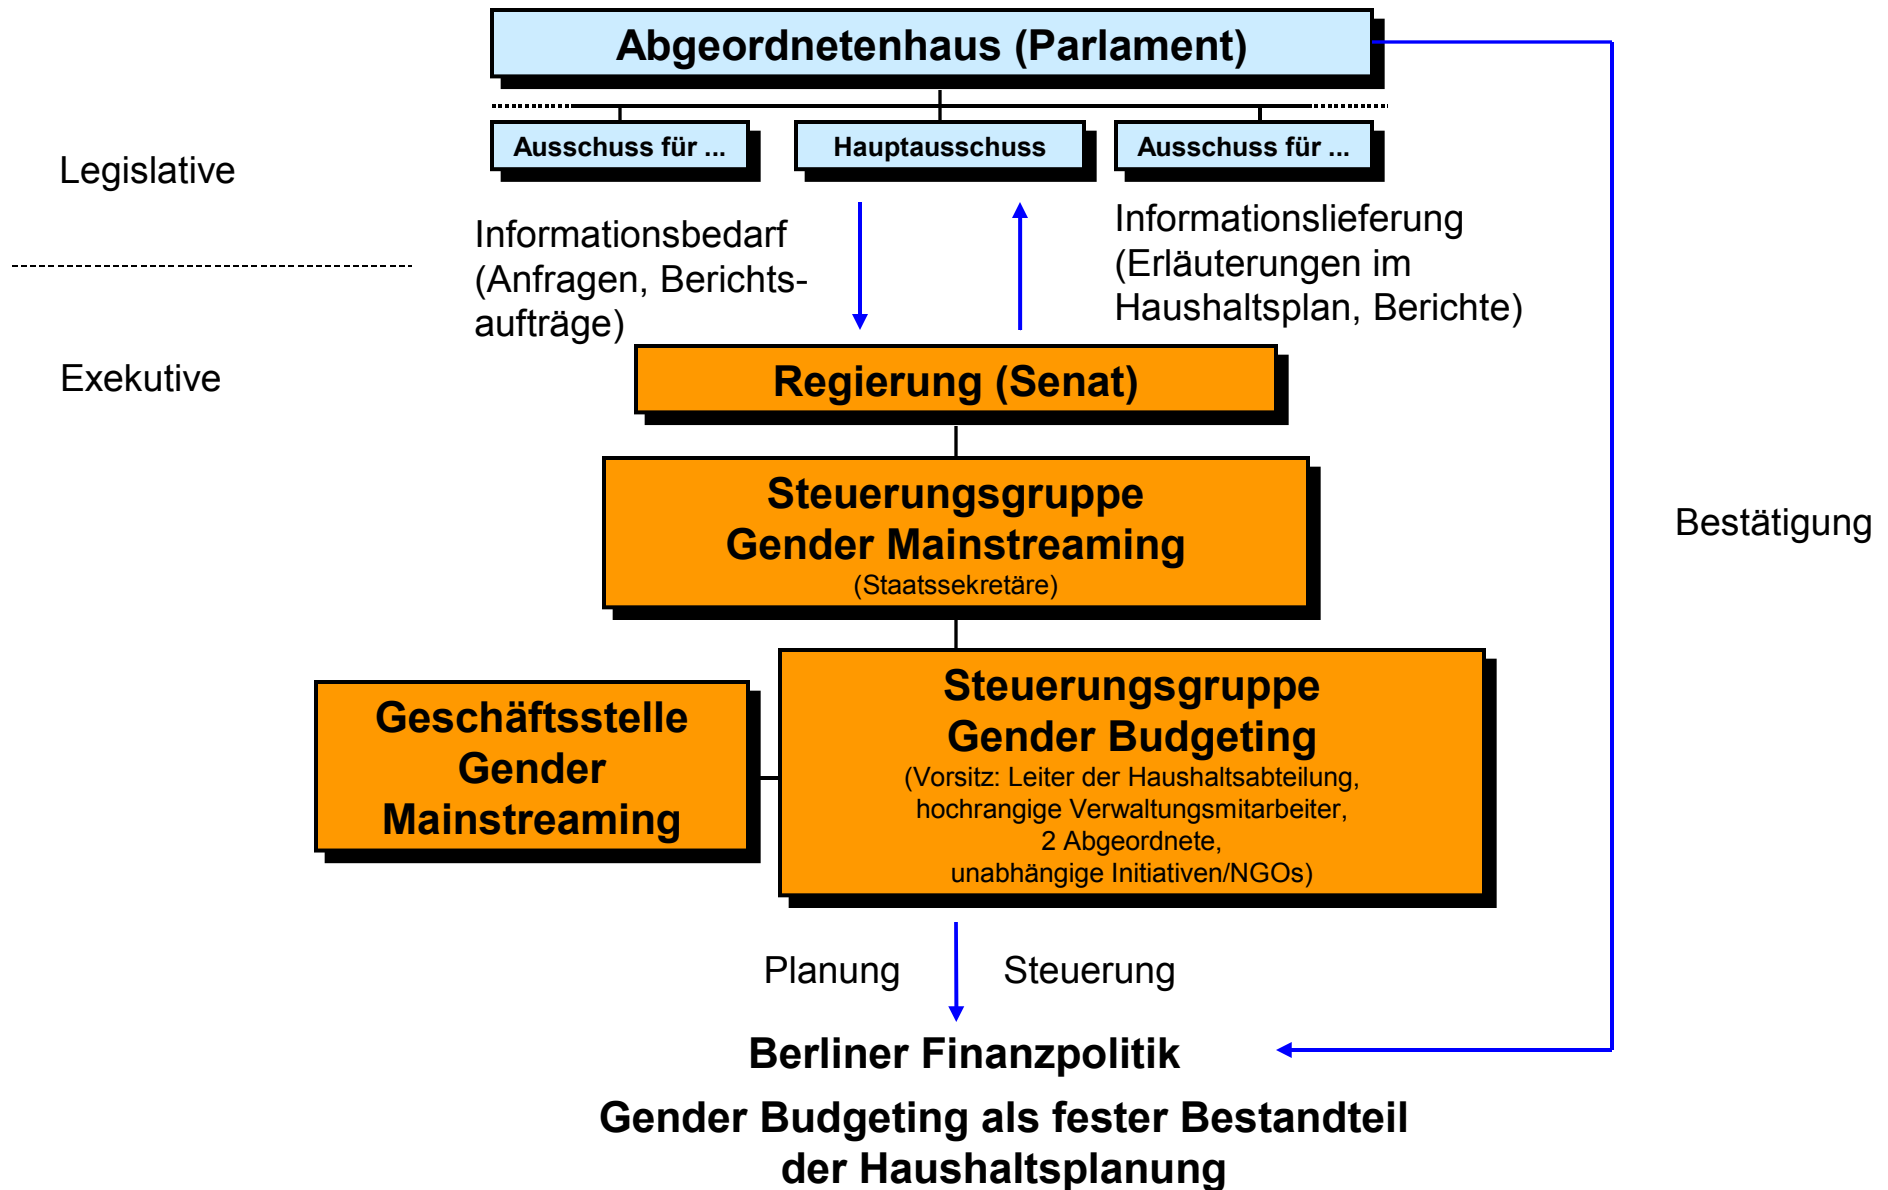 Abgeordnetenhaus (Parlament)
Ausschuss für ...
Hauptausschuss
Ausschuss für ...
Legislative
Informationsbedarf
(Anfragen, Berichts-
aufträge)
Informationslieferung
(Erläuterungen im
Haushaltsplan, Berichte)
Exekutive
Regierung (Senat)
Steuerungsgruppe
Gender Mainstreaming
(Staatssekretäre)
Bestätigung
Geschäftsstelle
Gender
Mainstreaming
Steuerungsgruppe
Gender Budgeting
(Vorsitz: Leiter der Haushaltsabteilung,
hochrangige Verwaltungsmitarbeiter,
2 Abgeordnete,
unabhängige Initiativen/NGOs)
Planung
Steuerung
Berliner Finanzpolitik
Gender Budgeting als fester Bestandteil
der Haushaltsplanung